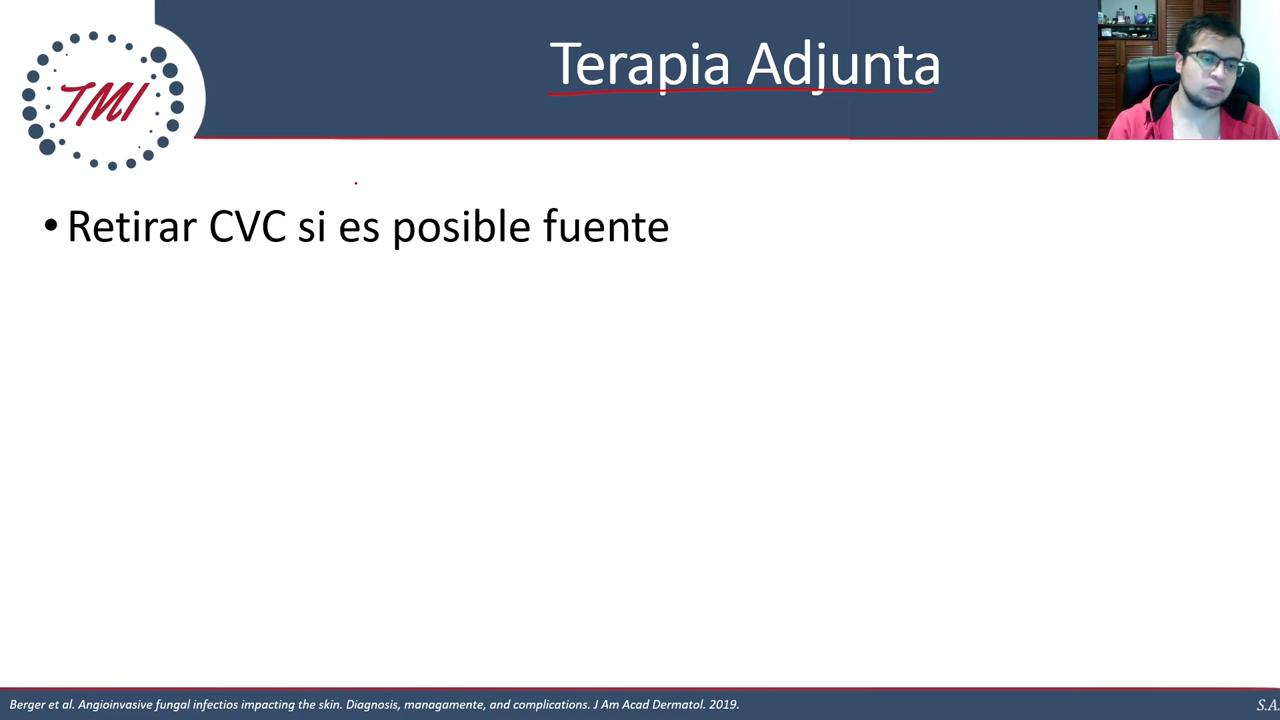 TMI
Terapia Adjunta
• Retirar CVC si es posible fuente
Berger et al. Angioinvasive fungal infectios impacting the skin. Diagnosis, managamente, and complications. J Am Acad Dermatol. 2019.
S.A.